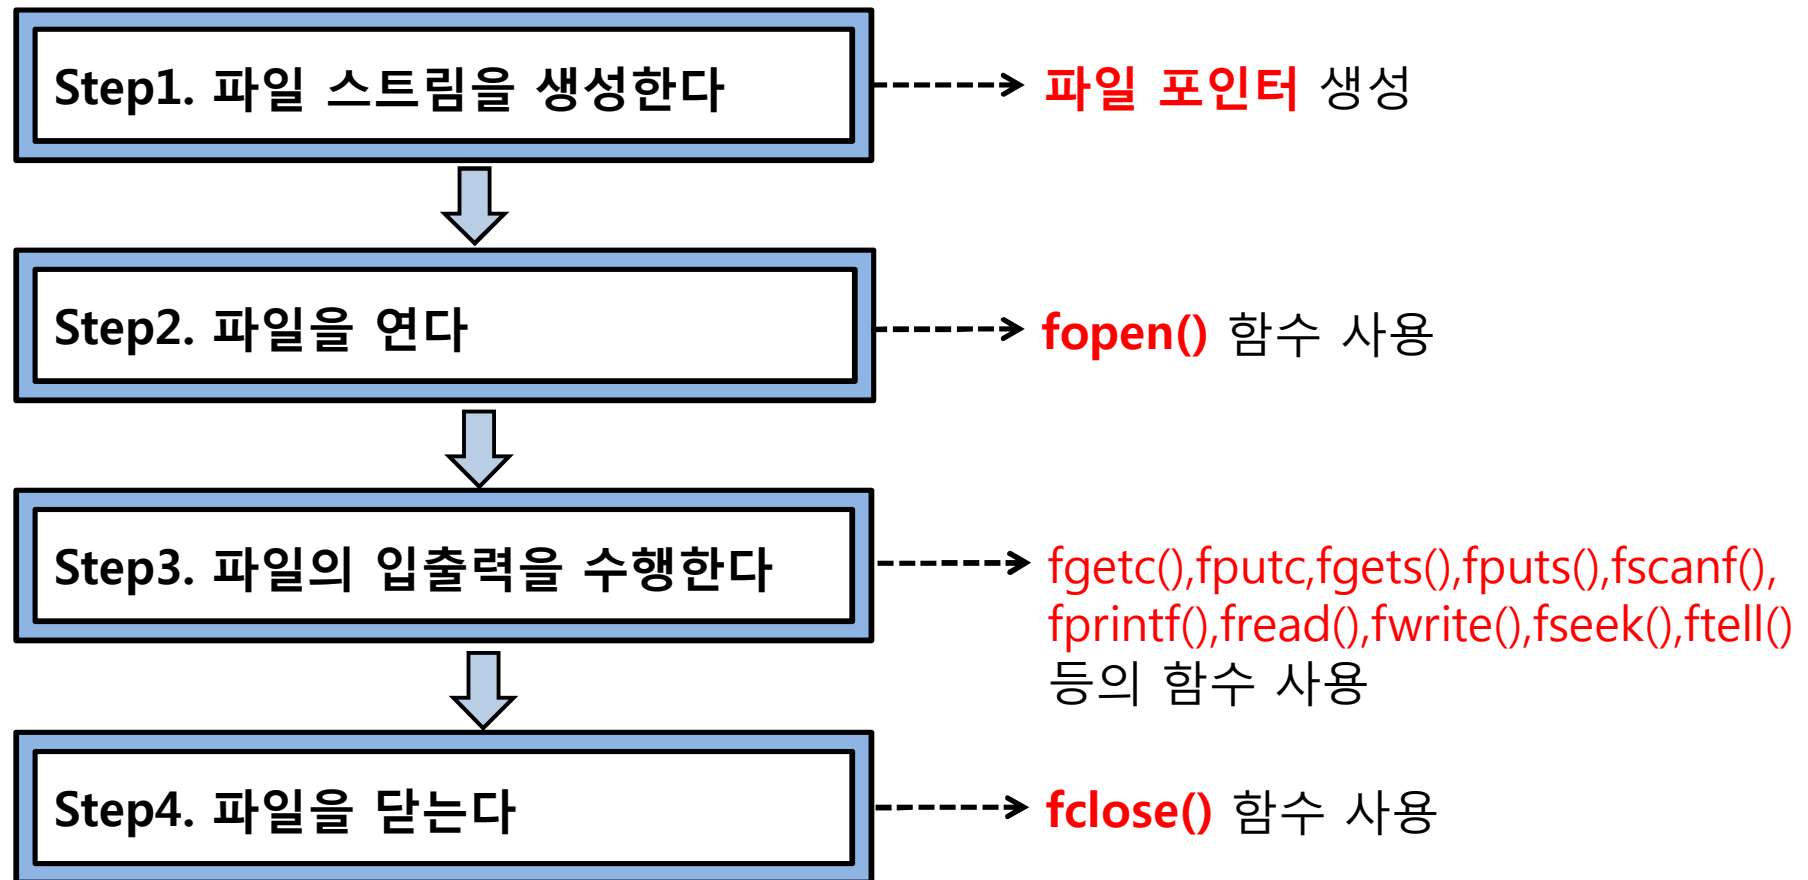 Step1. 파일 스트림을 생성한다
파일 포인터 생성
Step2. 파일을 연다
fopen() 함수 사용
Step3. 파일의 입출력을 수행한다
fgetc(),fputc,fgets(),fputs(),fscanf(),
fprintf(),fread(),fwrite(),fseek(),ftell()
등의 함수 사용
Step4. 파일을 닫는다
fclose() 함수 사용